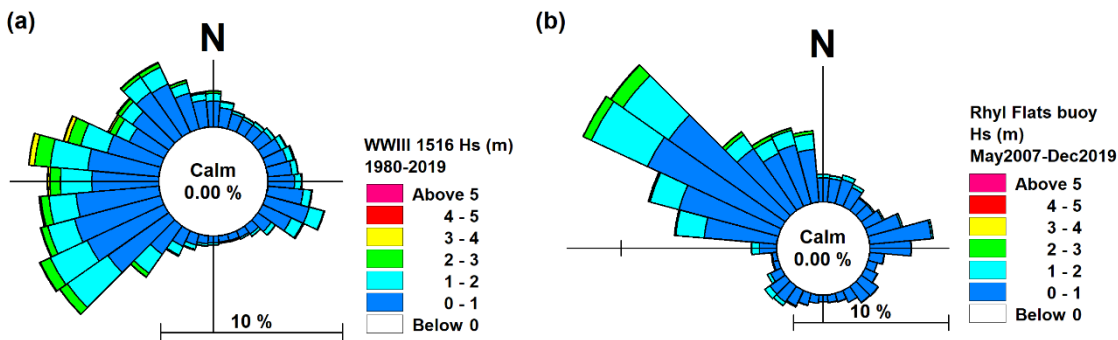 (a)
N
Calm
0.00 %
10 %
WWIII 1516 Hs (m)
1980-2019
Above 5
4 - 5
3 - 4
2 - 3
1 - 2
0 - 1
Below 0
(b)
N
Calm
0.00 %
10 %
Rhyl Flats buoy
Hs (m)
May2007-Dec2019
Above 5
4 - 5
3 - 4
2 - 3
1 - 2
0 - 1
Below 0